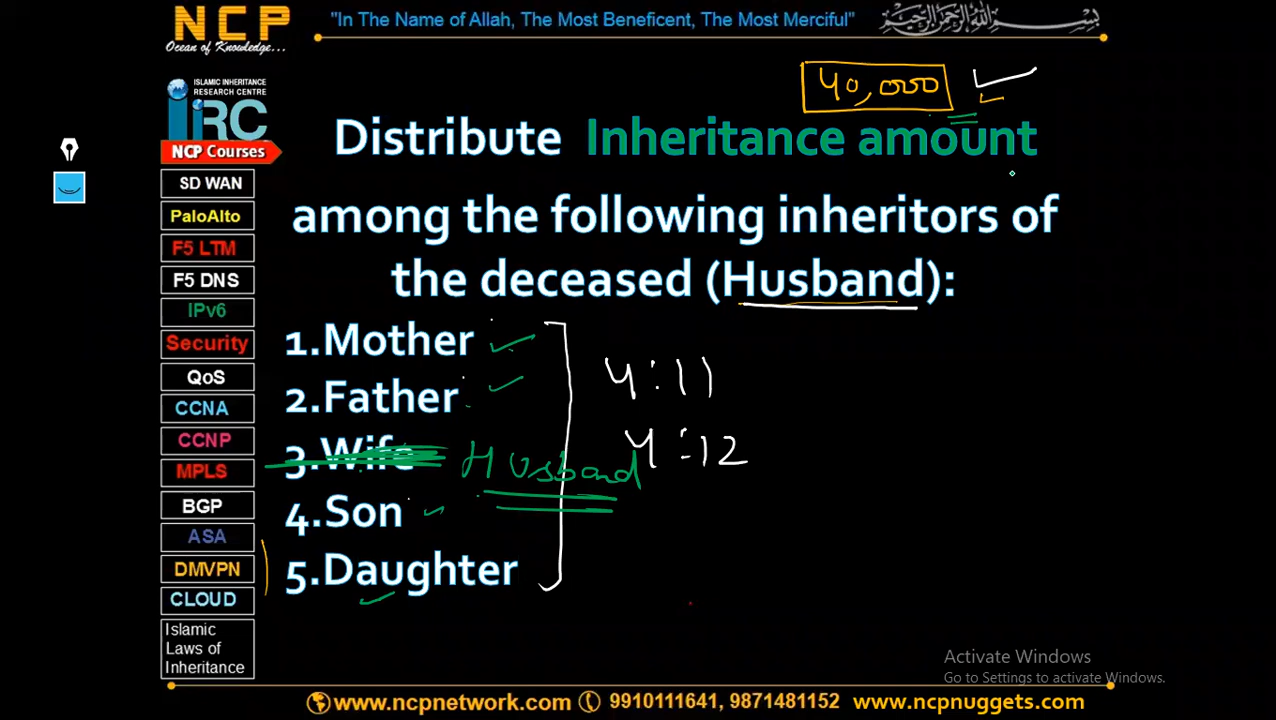 NCP
Ocean of Knowledge...
"In The Name of Allah, The Most Beneficent, The Most Merciful"
بسم الله الرحمن الرحيم
ISLAMIC INHERITANCE
RESEARCH CENTRE
IRC
NCP Courses
SD WAN
PaloAlto
F5 LTM
F5 DNS
IPv6
Security
QoS
CCNA
CCNP
MPLS
BGP
ASA
DMVPN
CLOUD
Islamic
Laws of
Inheritance
40,000
Distribute Inheritance amount
among the following inheritors of
the deceased (Husband):
1.Mother
2.Father
3.Wife Husband
4.Son
5.Daughter
4:11
4:12
Activate Windows
Go to Settings to activate Windows.
www.ncpnetwork.com 9910111641, 9871481152 www.ncpnuggets.com